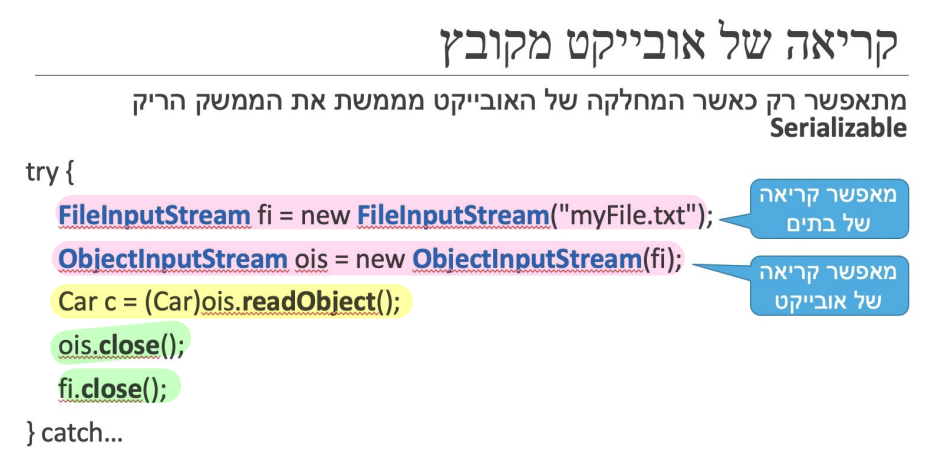 קריאה של אובייקט מקובץ
מתאפשר רק כאשר המחלקה של האובייקט מממשת את הממשק הריק
Serializable
try {
FileInputStream fi = new FileInputStream("myFile.txt");
מאפשר קריאה
של בתים
ObjectInputStream ois = new ObjectInputStream(fi);
מאפשר קריאה
של אובייקט
Car c = (Car)ois.readObject();
ois.close();
fi.close();
} catch...